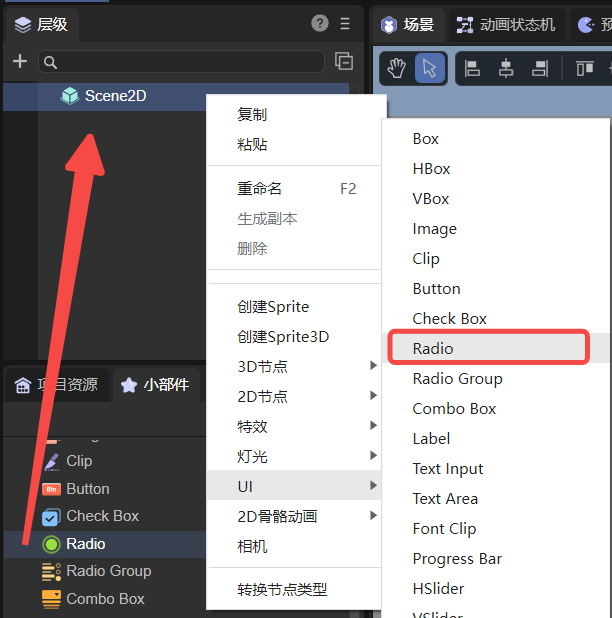 层级
Scene2D
场景
动画状态机
预
复制
粘贴
重命名 F2
生成副本
删除
创建Sprite
创建Sprite3D
3D节点
2D节点
特效
灯光
UI
2D骨骼动画
相机
转换节点类型
Box
HBox
VBox
Image
Clip
Button
Check Box
Radio
Radio Group
Combo Box
Label
Text Input
Text Area
Font Clip
Progress Bar
HSlider
VSlider
项目资源
小部件
Clip
Button
Check Box
Radio
Radio Group
Combo Box